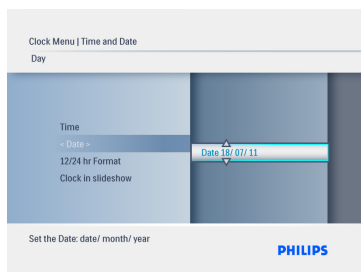 Clock Menu | Time and Date
Day
Time
< Date >
Date 18/ 07/ 11
12/24 hr Format
Clock in slideshow
Set the Date: date/ month/ year
PHILIPS